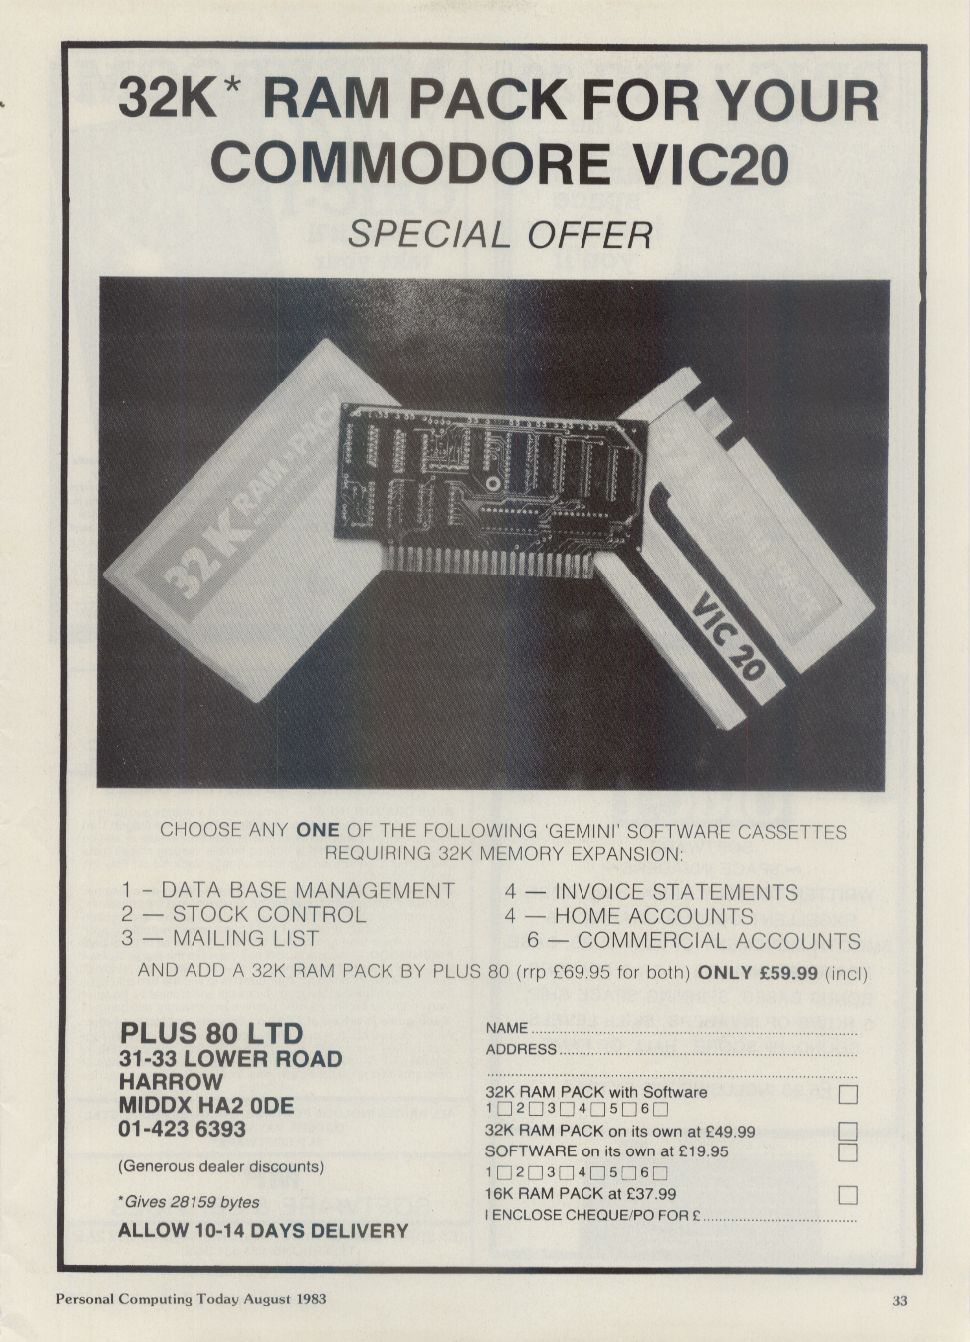 32K* RAM PACK FOR YOUR
COMMODORE VIC20
SPECIAL OFFER
32K RAM-PACK
VIC 20
PACK
CHOOSE ANY ONE OF THE FOLLOWING 'GEMINI' SOFTWARE CASSETTES
REQUIRING 32K MEMORY EXPANSION:
1 – DATA BASE MANAGEMENT
2 — STOCK CONTROL
3 — MAILING LIST
4 — INVOICE STATEMENTS
4 — HOME ACCOUNTS
6 — COMMERCIAL ACCOUNTS
AND ADD A 32K RAM PACK BY PLUS 80 (rrp £69.95 for both) ONLY £59.99 (incl)
PLUS 80 LTD
31-33 LOWER ROAD
HARROW
MIDDX HA2 0DE
01-423 6393
(Generous dealer discounts)
*Gives 28159 bytes
ALLOW 10-14 DAYS DELIVERY
NAME
ADDRESS
32K RAM PACK with Software
1 □ 2 □ 3 □ 4 □ 5 □ 6 □
32K RAM PACK on its own at £49.99
SOFTWARE on its own at £19.95
1 □ 2 □ 3 □ 4 □ 5 □ 6 □
16K RAM PACK at £37.99
I ENCLOSE CHEQUE/PO FOR £
Personal Computing Today August 1983
33